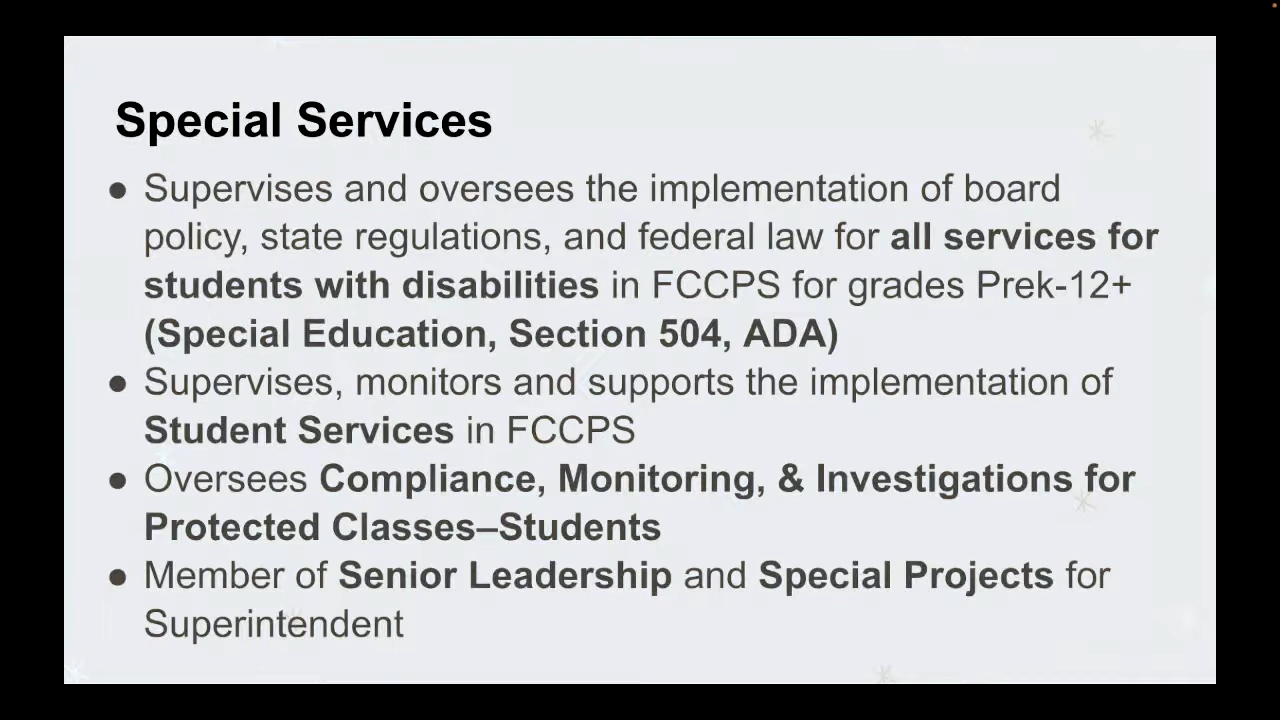 Special Services
● Supervises and oversees the implementation of board
policy, state regulations, and federal law for all services for
students with disabilities in FCCPS for grades Prek-12+
(Special Education, Section 504, ADA)
● Supervises, monitors and supports the implementation of
Student Services in FCCPS
● Oversees Compliance, Monitoring, & Investigations for
Protected Classes–Students
● Member of Senior Leadership and Special Projects for
Superintendent